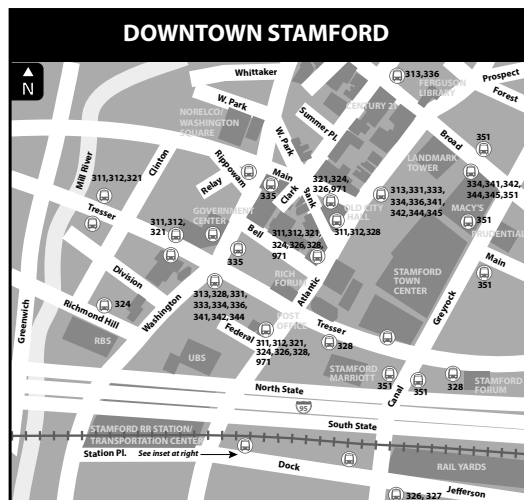 DOWNTOWN STAMFORD
N
Whittaker
313,336
FERGUSON
LIBRARY
Prospect
Forest
W. Park
CENTURY 21
NORELCO/
WASHINGTON
SQUARE
Summer Pl.
Broad
351
W.Park
Clinton
Mill River
Rippowam
Main
LANDMARK
TOWER
311,312,321
Relay
335
Clark
321,324,
326,971
Bank
313,331,333,
334,336,341,
342,344,345
334,341,342,
344,345,351
Tresser
GOVERNMENT
CENTER
OLD CITY
HALL
MACY'S
351
PRUDENTIAL
311,312,
321
Bell
311,312,321,
324,326,328,
971
311,312,328
335
Main
Division
RICH
FORUM
Atlantic
STAMFORD
TOWN
CENTER
351
Greyrock
Greenwich
Richmond Hill
324
Washington
313,328,331,
333,334,336,
341,342,344
Federal
POST
OFFICE
Tresser
RBS
311,312,321,
324,326,328,
971
328
UBS
STAMFORD
MARRIOTT
351
Canal
351
328
STAMFORD
FORUM
North State
95
South State
STAMFORD RR STATION/
TRANSPORTATION CENTER
Station Pl.
See inset at right
Dock
RAIL YARDS
Jefferson
326, 327